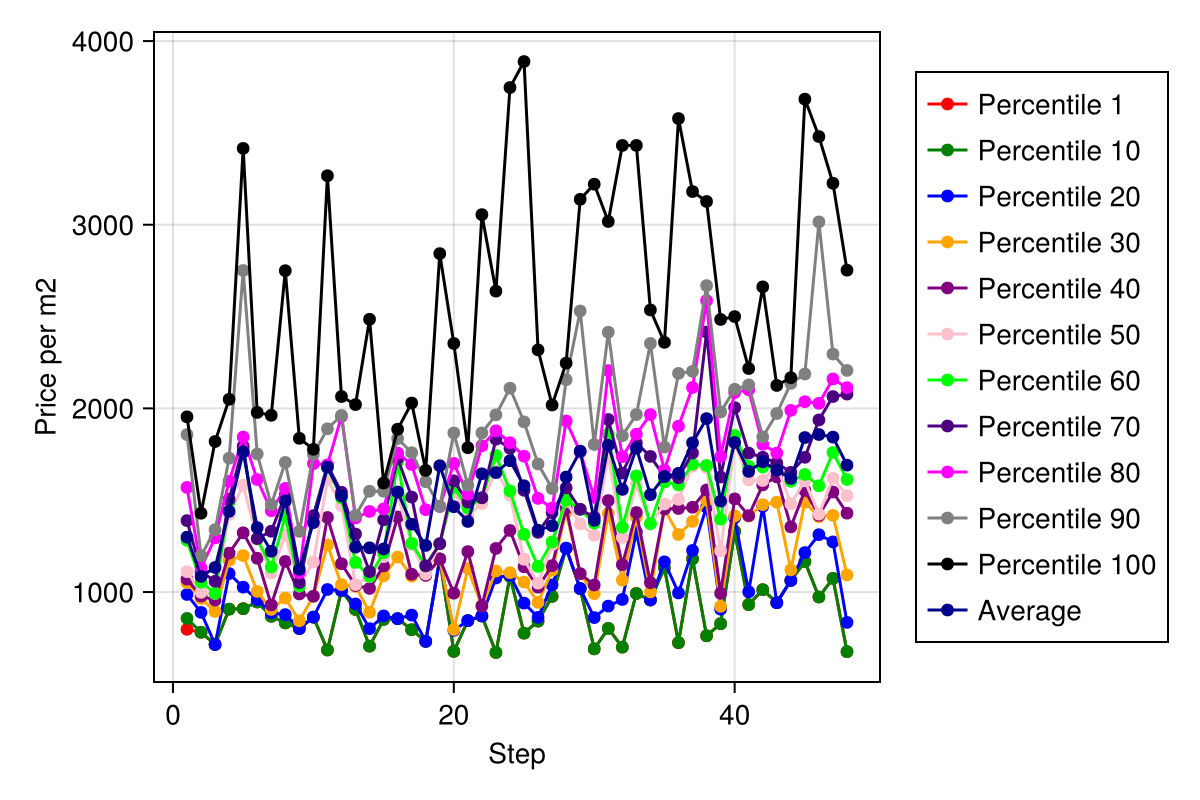 4000
3000
2000
1000
Price per m2
0
20
40
Step
Percentile 1
Percentile 10
Percentile 20
Percentile 30
Percentile 40
Percentile 50
Percentile 60
Percentile 70
Percentile 80
Percentile 90
Percentile 100
Average